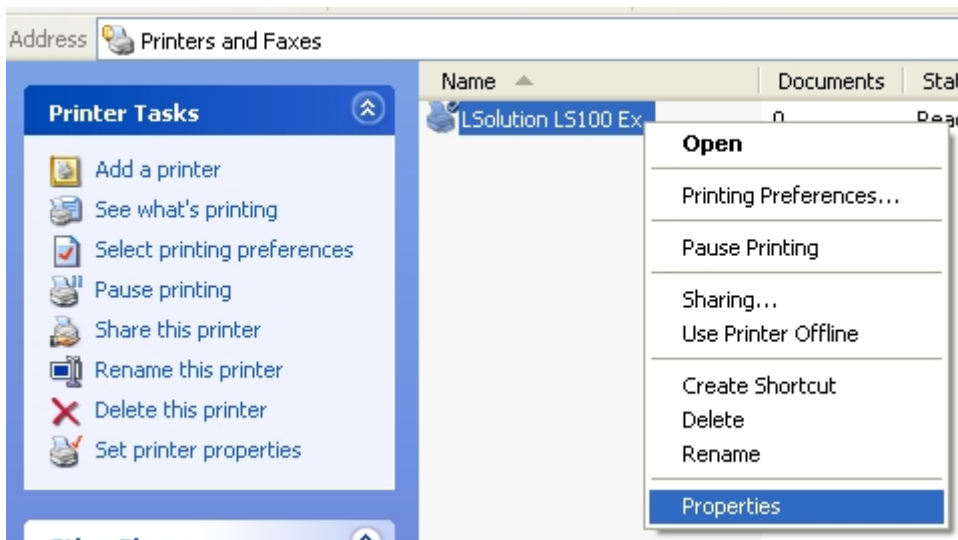 Address Printers and Faxes
Printer Tasks
Add a printer
See what's printing
Select printing preferences
Pause printing
Share this printer
Rename this printer
Delete this printer
Set printer properties
Name Documents
LSolution LS100 Ex 0
Open
Printing Preferences...
Pause Printing
Sharing...
Use Printer Offline
Create Shortcut
Delete
Rename
Properties